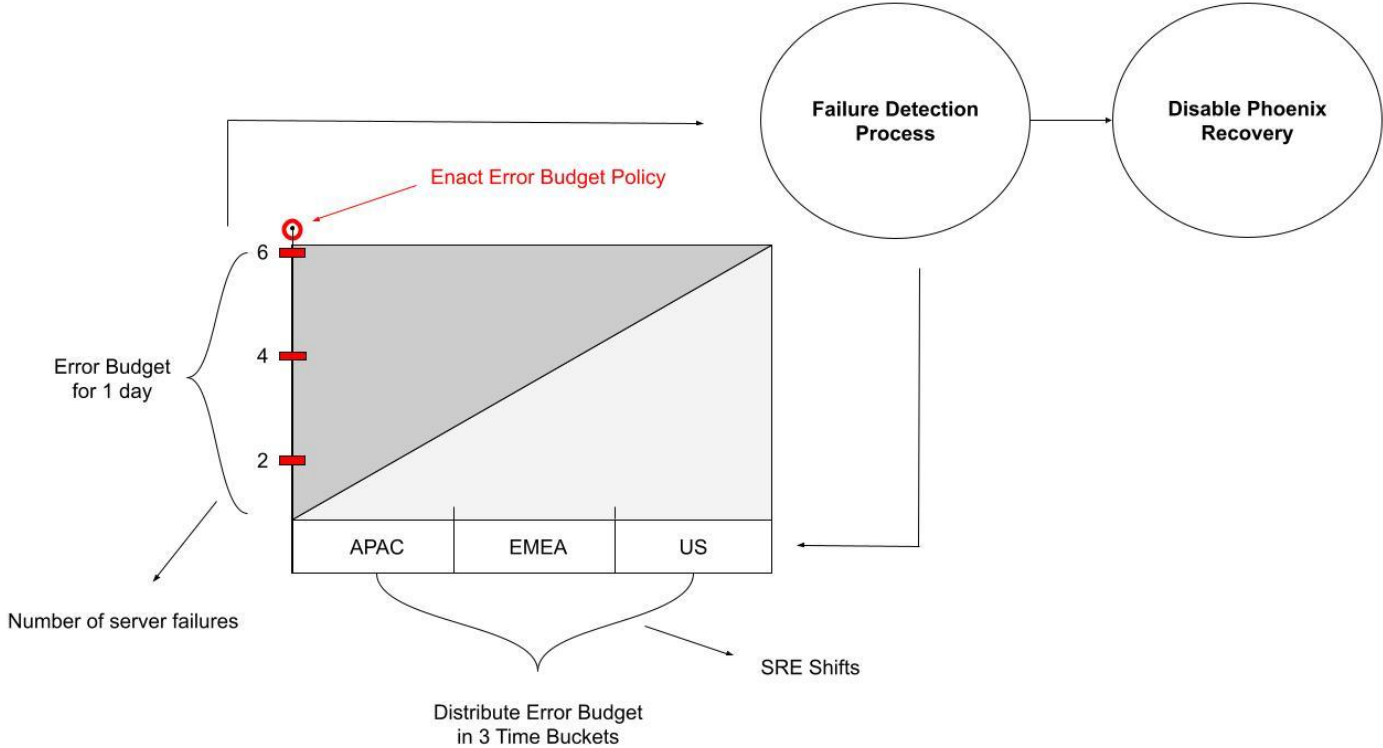 Failure Detection
Process
Disable Phoenix
Recovery
Enact Error Budget Policy
6
4
2
Error Budget
for 1 day
APAC
EMEA
US
Number of server failures
SRE Shifts
Distribute Error Budget
in 3 Time Buckets